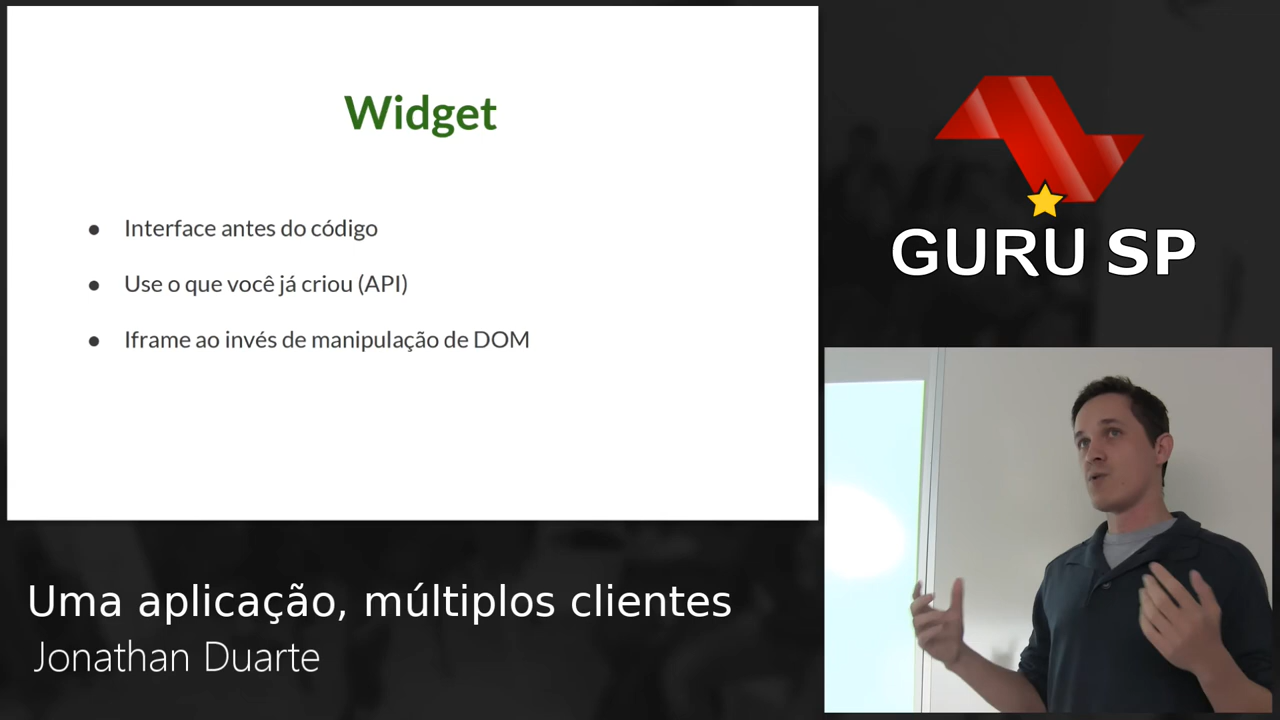 Widget
● Interface antes do código
● Use o que você já criou (API)
● Iframe ao invés de manipulação de DOM
GURU SP
Uma aplicação, múltiplos clientes
Jonathan Duarte